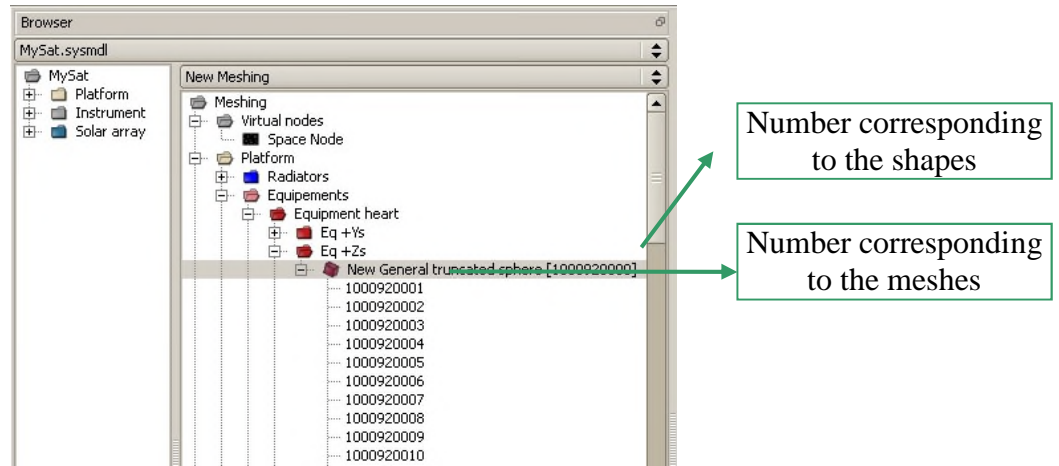 Browser
MySat.sysmdl
MySat
Platform
Instrument
Solar array
New Meshing
Meshing
Virtual nodes
Space Node
Platform
Radiators
Equipements
Equipment heart
Eq +Ys
Eq +Zs
New General truncated sphere [1000920000]
1000920001
1000920002
1000920003
1000920004
1000920005
1000920006
1000920007
1000920008
1000920009
1000920010
Number corresponding
to the shapes
Number corresponding
to the meshes